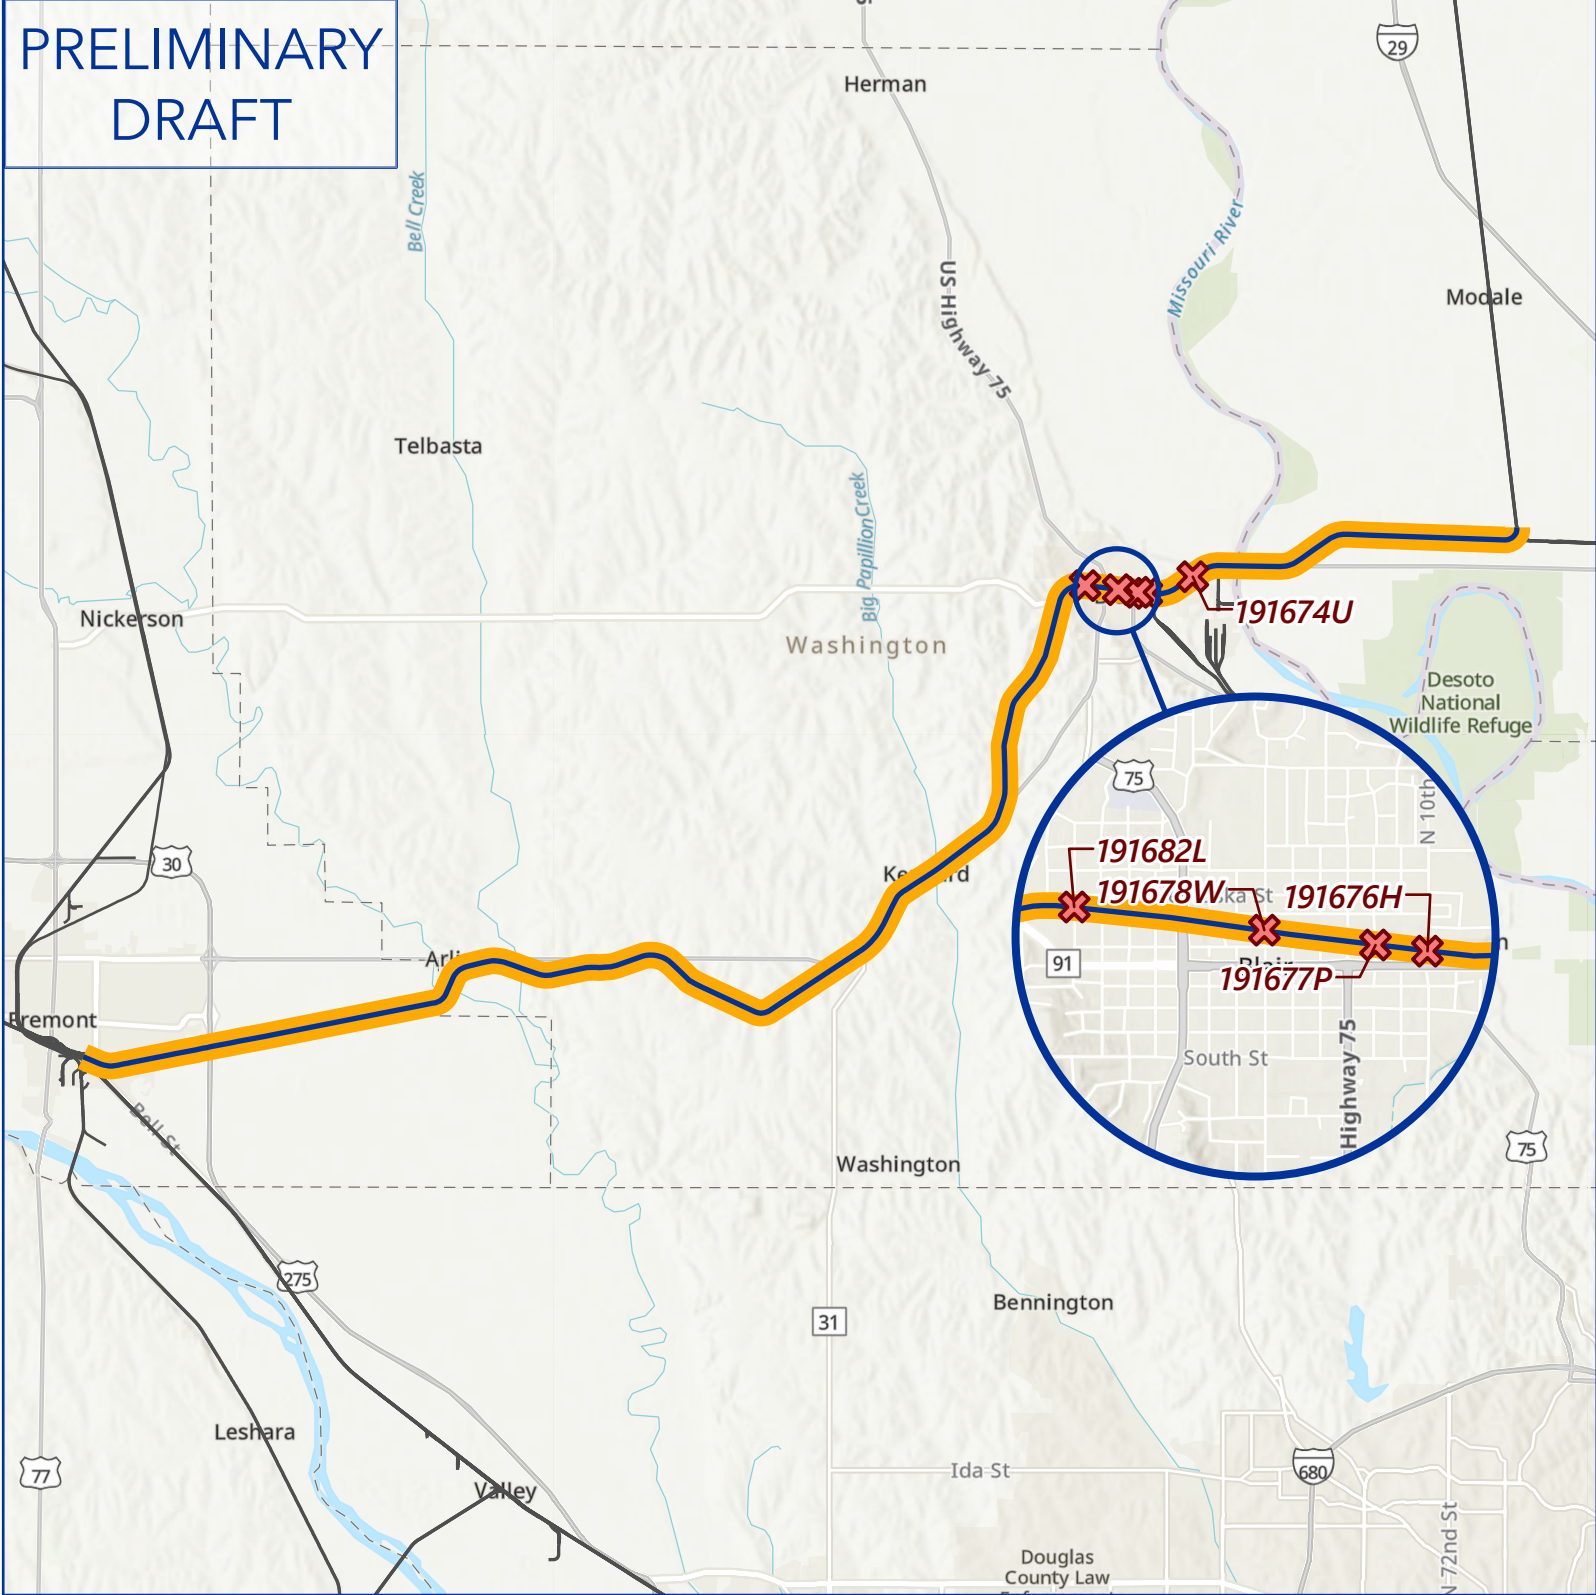 PRELIMINARY
DRAFT
29
Herman
Bell Creek
Missouri River
US Highway 75
Modale
Telbasta
Big PapillionCreek
Nickerson
191674U
Washington
Desoto
National
Wildlife Refuge
75
N 10th
30
191682L
191678W
191676H
91
191677P
South St
Highway 75
Fremont
Bell St
Washington
75
275
Bennington
31
Leshara
77
Valley
Ida St
680
N 72nd St
Douglas
County Law